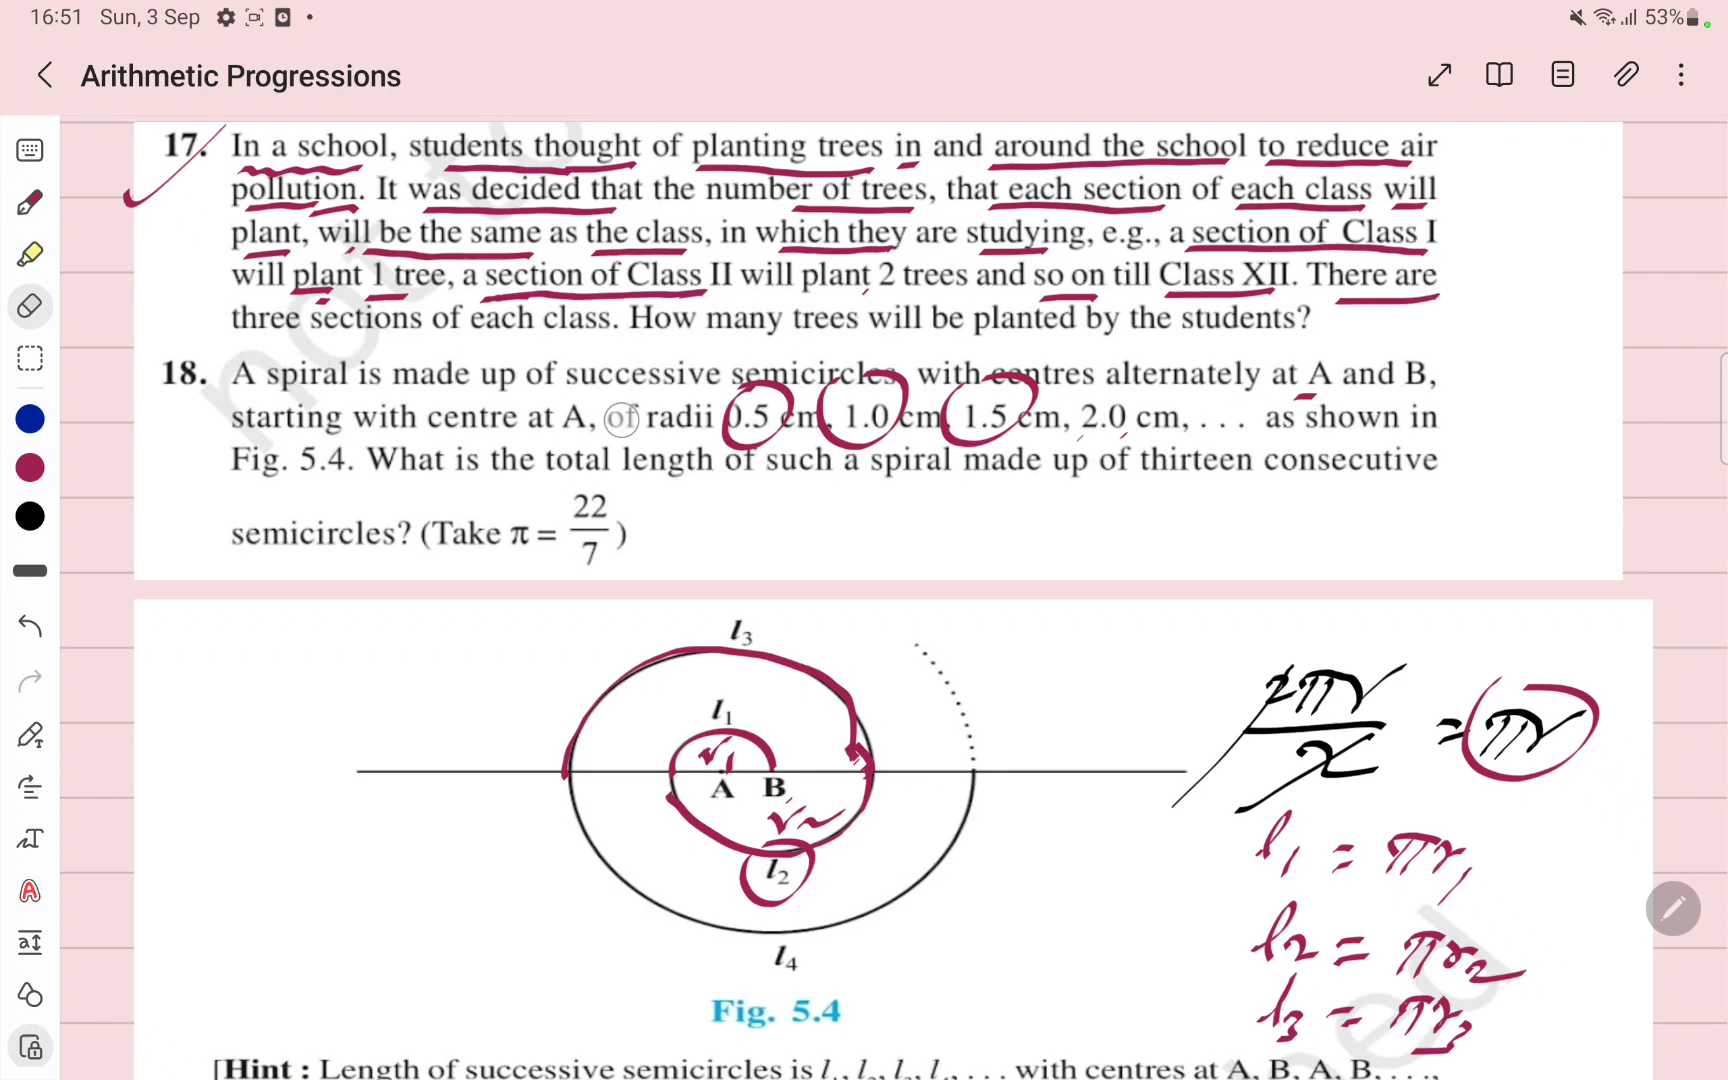 16:51 Sun, 3 Sep
53%
Arithmetic Progressions
17. In a school, students thought of planting trees in and around the school to reduce air
pollution. It was decided that the number of trees, that each section of each class will
plant, will be the same as the class, in which they are studying, e.g., a section of Class I
will plant 1 tree, a section of Class II will plant 2 trees and so on till Class XII. There are
three sections of each class. How many trees will be planted by the students?
18. A spiral is made up of successive semicircles, with centres alternately at A and B,
starting with centre at A, of radii 0.5 cm, 1.0 cm, 1.5 cm, 2.0 cm, . . . as shown in
Fig. 5.4. What is the total length of such a spiral made up of thirteen consecutive
semicircles? (Take π = 22/7)
l3
l1
r1
A B
r2
l2
l4
Fig. 5.4
2πr/2 = πr
l1 = πr1
l2 = πr2
l3 = πr3
[Hint : Length of successive semicircles is l1, l2, l3, l4, . . . with centres at A, B, A, B, . . .,
not to
ned